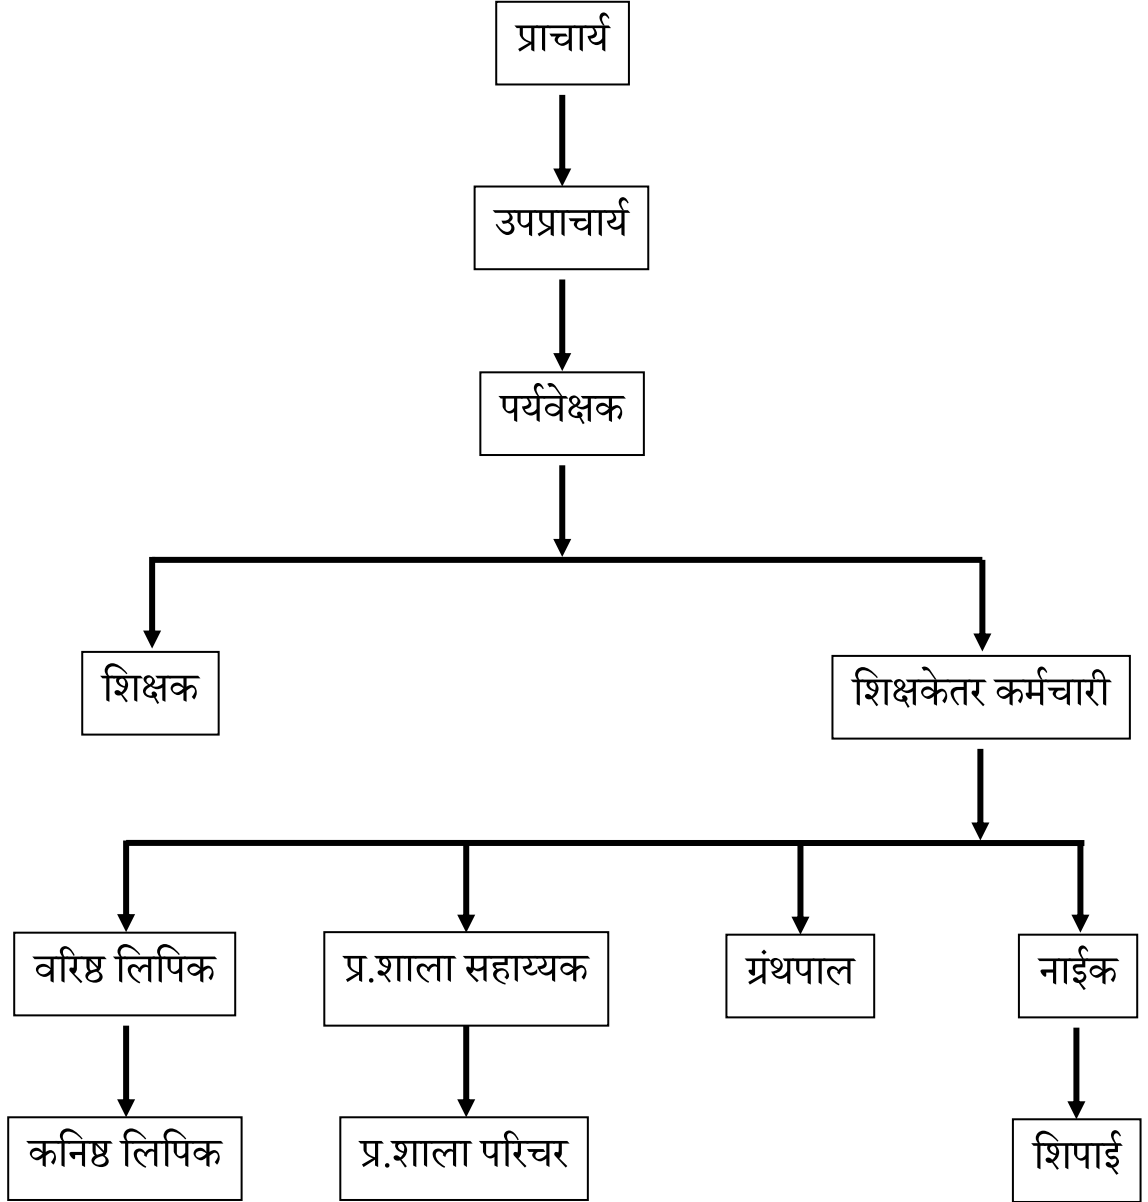 प्राचार्य
उपप्राचार्य
पर्यवेक्षक
शिक्षक
शिक्षकेतर कर्मचारी
वरिष्ठ लिपिक
प्र.शाला सहाय्यक
ग्रंथपाल
नाईक
कनिष्ठ लिपिक
प्र.शाला परिचर
शिपाई